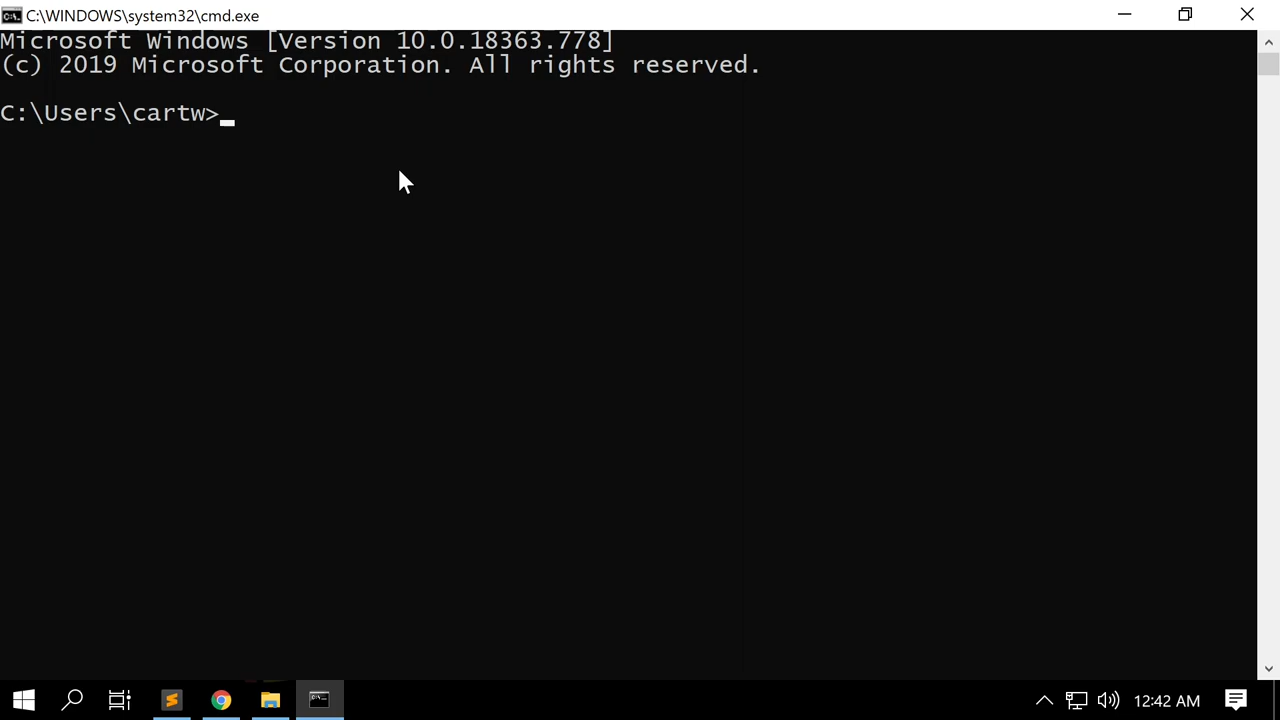 C:\WINDOWS\system32\cmd.exe
Microsoft Windows [Version 10.0.18363.778]
(c) 2019 Microsoft Corporation. All rights reserved.
C:\Users\cartw>
12:42 AM